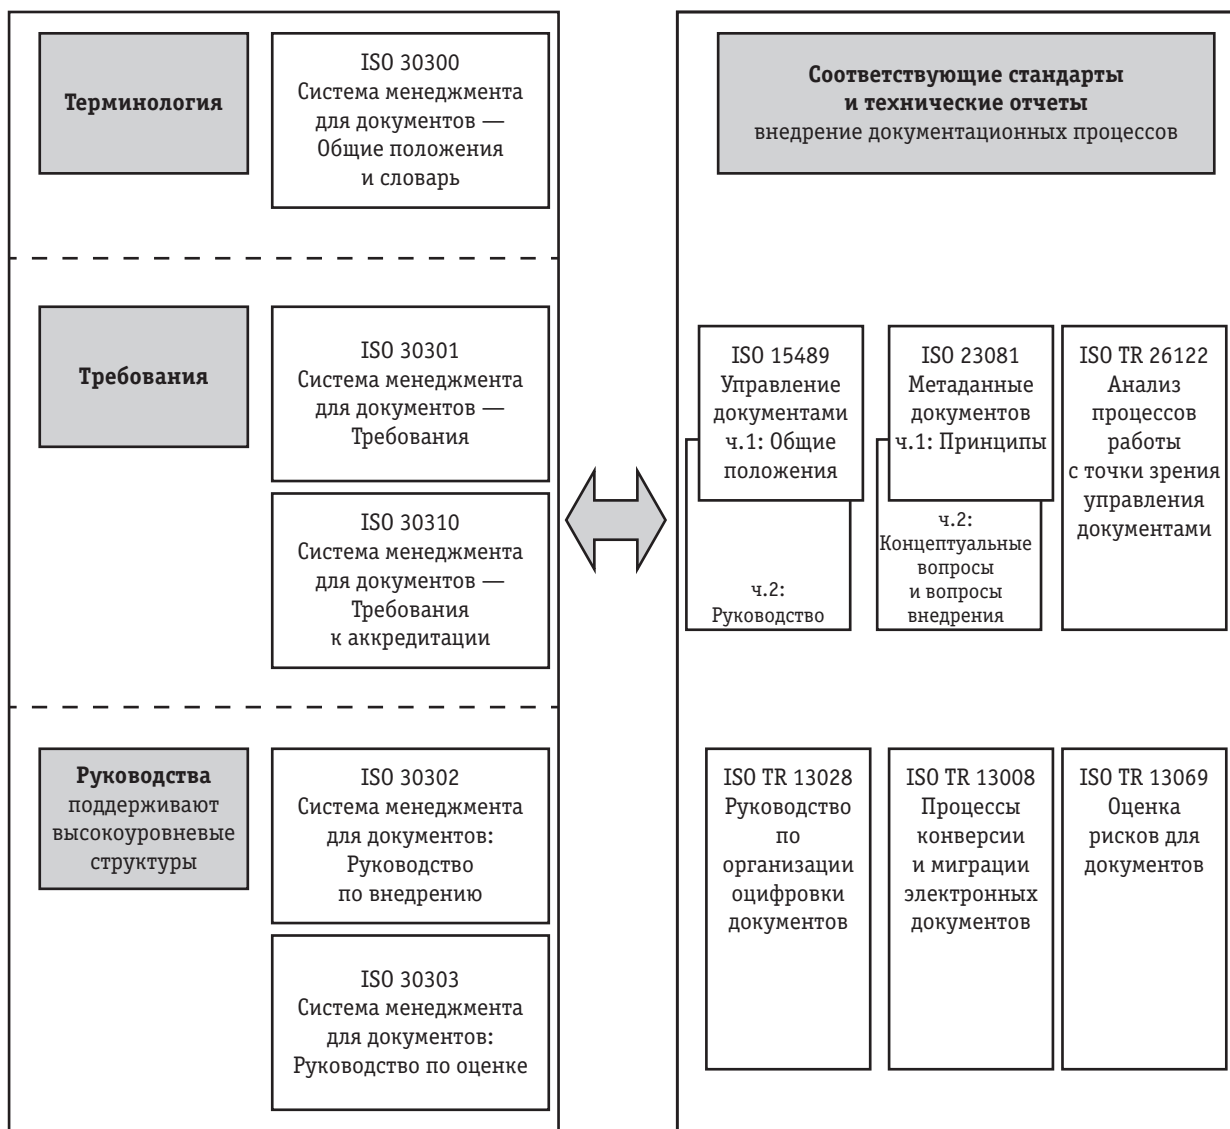 Терминология
ISO 30300
Система менеджмента
для документов —
Общие положения
и словарь
Требования
ISO 30301
Система менеджмента
для документов —
Требования
ISO 30310
Система менеджмента
для документов —
Требования
к аккредитации
Руководства
поддерживают
высокоуровневые
структуры
ISO 30302
Система менеджмента
для документов:
Руководство
по внедрению
ISO 30303
Система менеджмента
для документов:
Руководство по оценке
Соответствующие стандарты
и технические отчеты
внедрение документационных процессов
ISO 15489
Управление
документами
ч.1: Общие
положения
ч.2:
Руководство
ISO 23081
Метаданные
документов
ч.1: Принципы
ч.2:
Концептуальные
вопросы
и вопросы
внедрения
ISO TR 26122
Анализ
процессов
работы
с точки зрения
управления
документами
ISO TR 13028
Руководство
по
организации
оцифровки
документов
ISO TR 13008
Процессы
конверсии
и миграции
электронных
документов
ISO TR 13069
Оценка
рисков для
документов